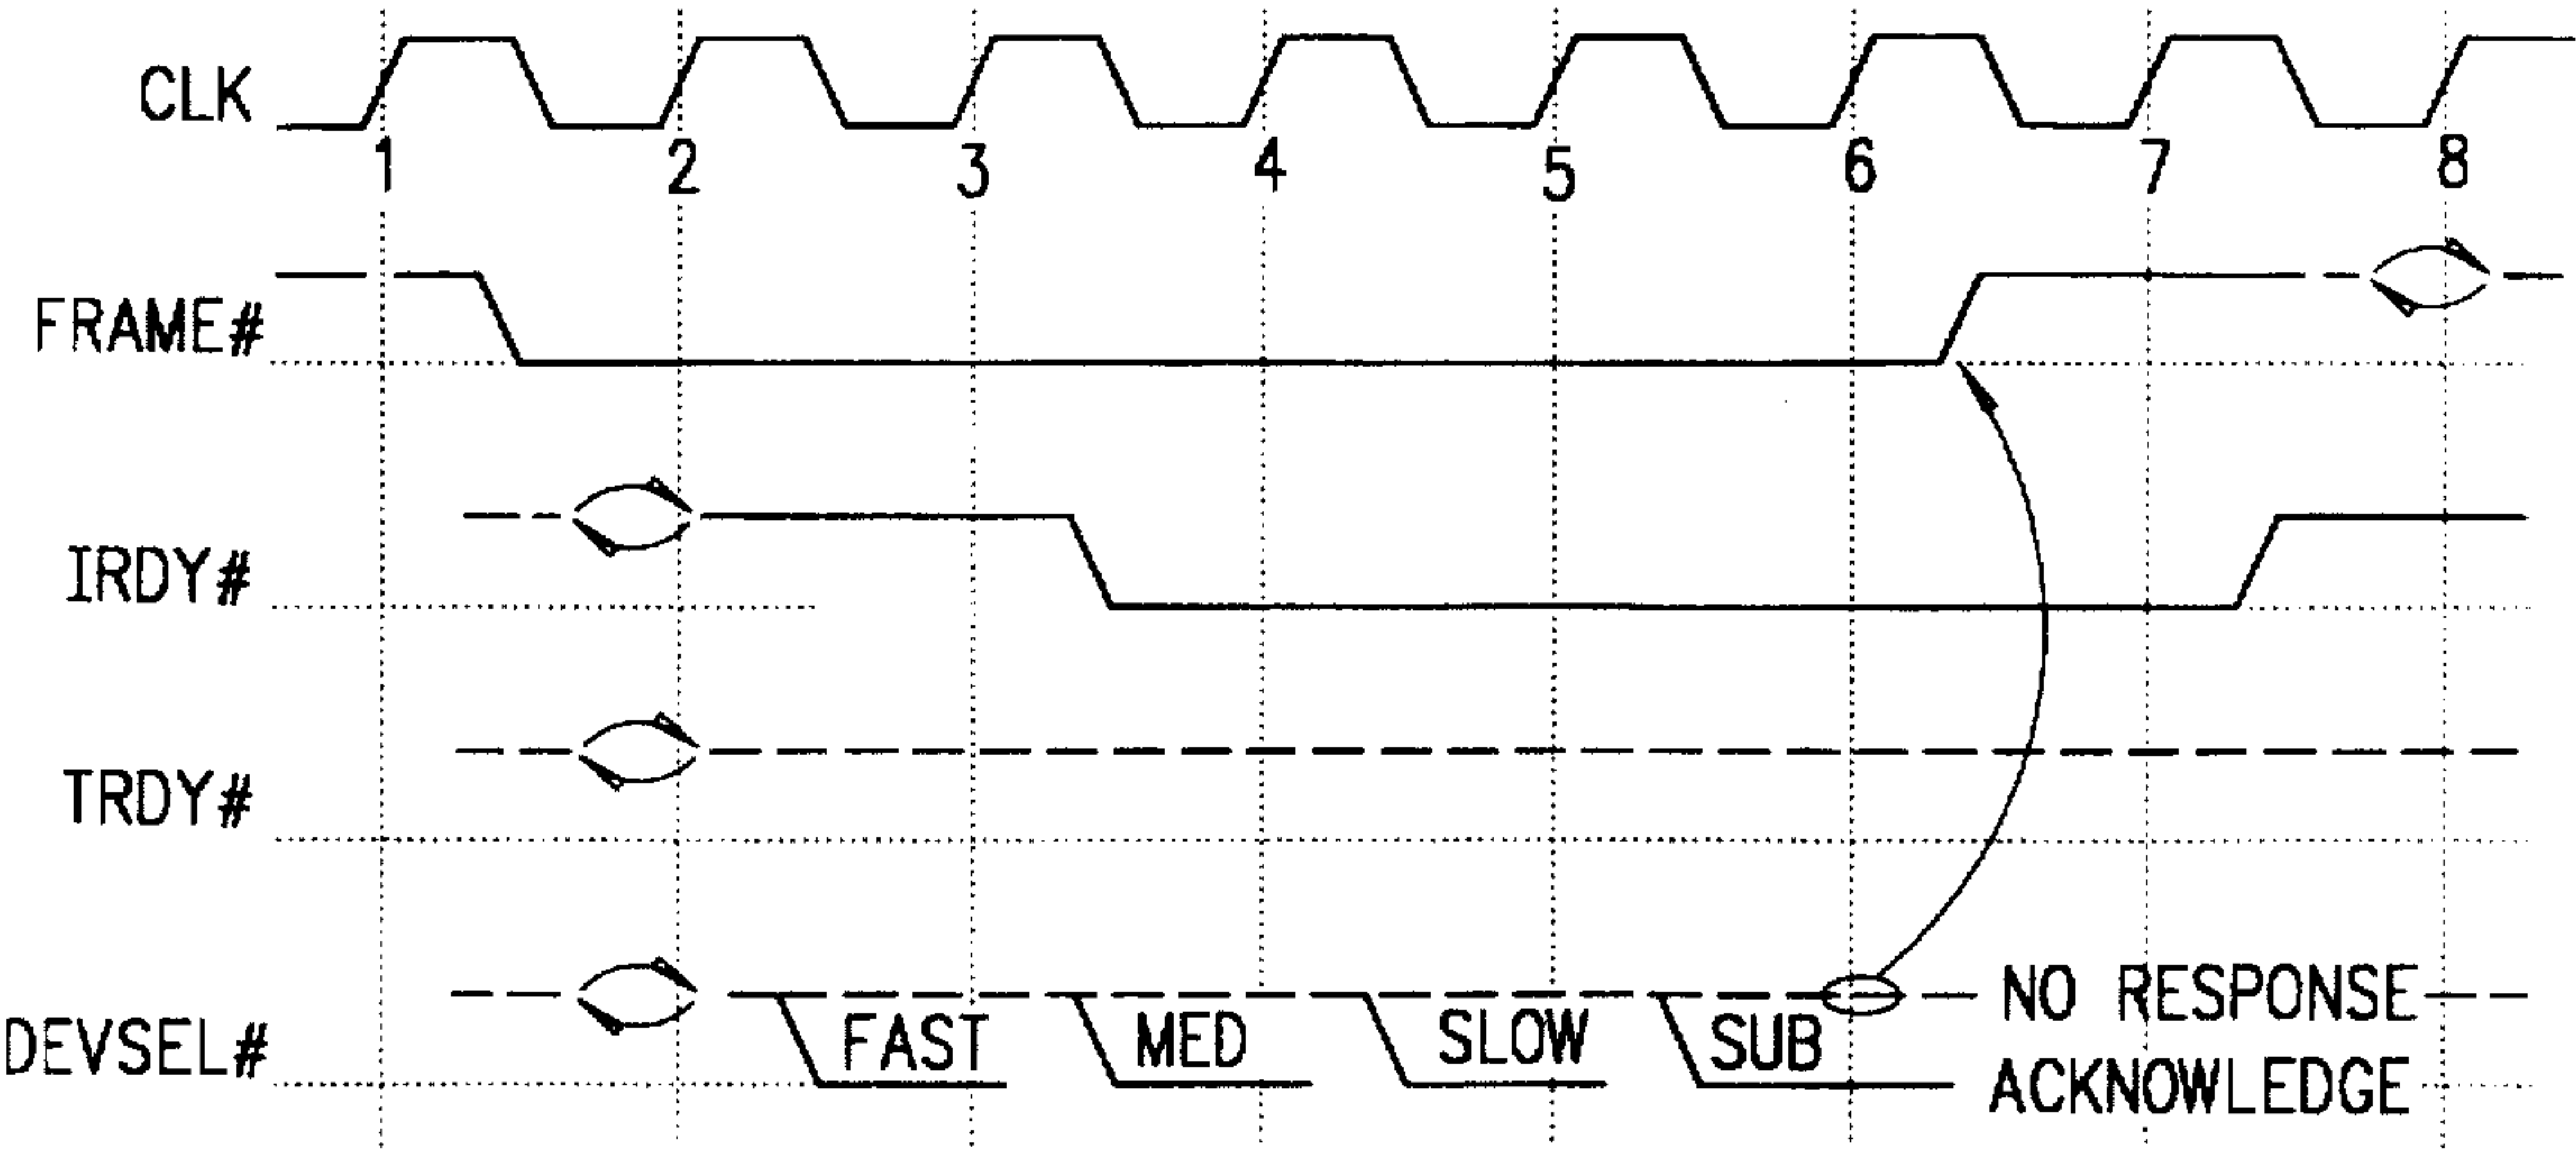 CLK
1 2 3 4 5 6 7 8
FRAME#
IRDY#
TRDY#
DEVSEL#
FAST MED SLOW SUB
NO RESPONSE
ACKNOWLEDGE